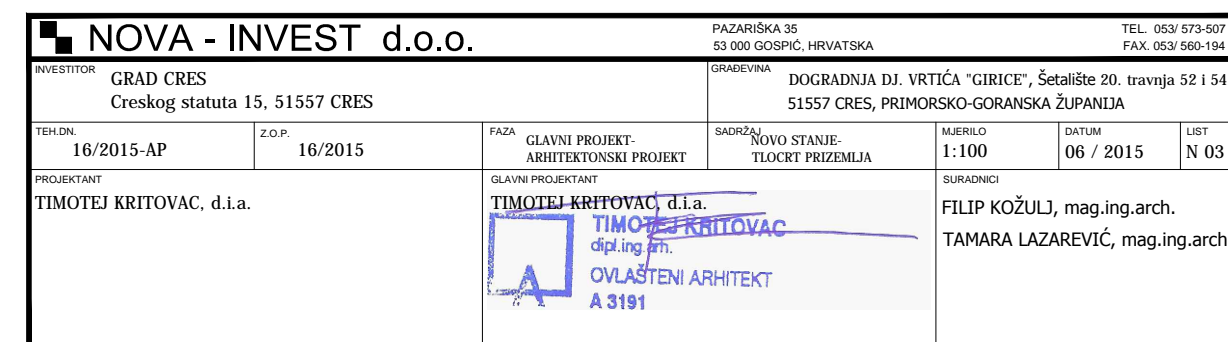 NOVA - INVEST d.o.o.
PAZARIŠKA 35
53 000 GOSPIĆ, HRVATSKA
TEL. 053/ 573-507
FAX. 053/ 560-194
INVESTITOR
GRAD CRES
Creskog statuta 15, 51557 CRES
GRAĐEVINA
DOGRADNJA DJ. VRTIĆA "GIRICE", Šetalište 20. travnja 52 i 54
51557 CRES, PRIMORSKO-GORANSKA ŽUPANIJA
TEH.DN.
16/2015-AP
Z.O.P.
16/2015
FAZA
GLAVNI PROJEKT-
ARHITEKTONSKI PROJEKT
SADRŽAJ
NOVO STANJE-
TLOCRT PRIZEMLJA
MJERILO
1:100
DATUM
06 / 2015
LIST
N 03
PROJEKTANT
TIMOTEJ KRITOVAC, d.i.a.
GLAVNI PROJEKTANT
TIMOTEJ KRITOVAC, d.i.a.
TIMOTEJ KRITOVAC
dipl.ing.arh.
OVLAŠTENI ARHITEKT
A 3191
SURADNICI
FILIP KOŽULJ, mag.ing.arch.
TAMARA LAZAREVIĆ, mag.ing.arch